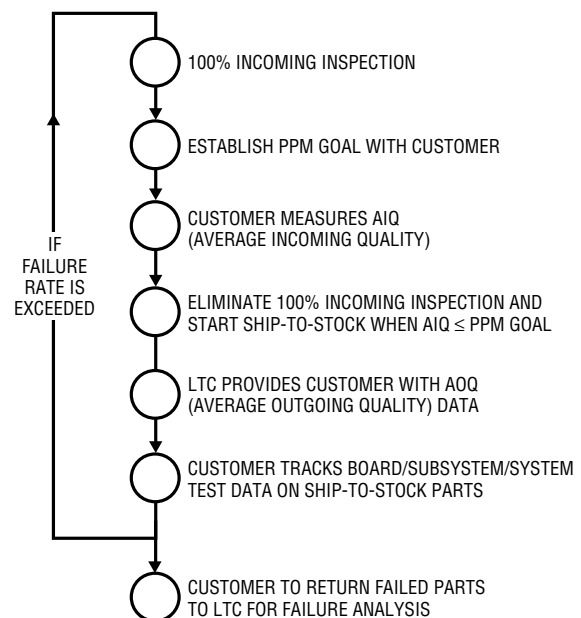 100% INCOMING INSPECTION
ESTABLISH PPM GOAL WITH CUSTOMER
CUSTOMER MEASURES AIQ
(AVERAGE INCOMING QUALITY)
IF
FAILURE
RATE IS
EXCEEDED
ELIMINATE 100% INCOMING INSPECTION AND
START SHIP-TO-STOCK WHEN AIQ ≤ PPM GOAL
LTC PROVIDES CUSTOMER WITH AOQ
(AVERAGE OUTGOING QUALITY) DATA
CUSTOMER TRACKS BOARD/SUBSYSTEM/SYSTEM
TEST DATA ON SHIP-TO-STOCK PARTS
CUSTOMER TO RETURN FAILED PARTS
TO LTC FOR FAILURE ANALYSIS